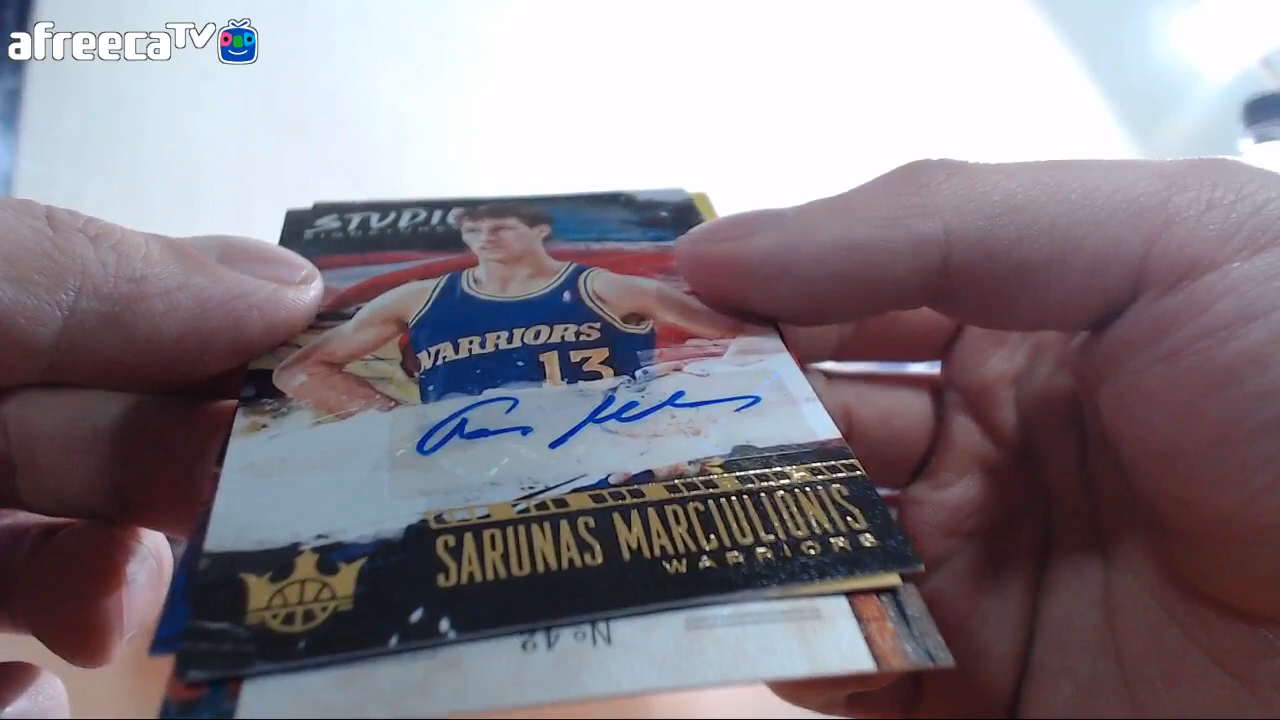 afreecaTV
STUDIO
WARRIORS
13
SARUNAS MARCIULIONIS
WARRIORS
No 42